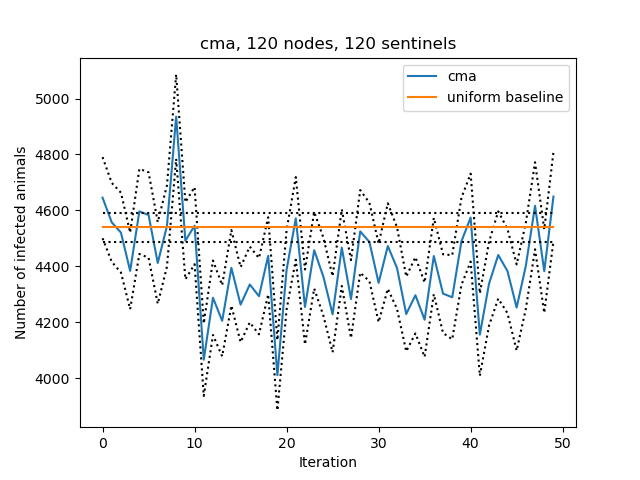 cma, 120 nodes, 120 sentinels
cma
uniform baseline
Number of infected animals
5000
4800
4600
4400
4200
4000
0
10
20
30
40
50
Iteration